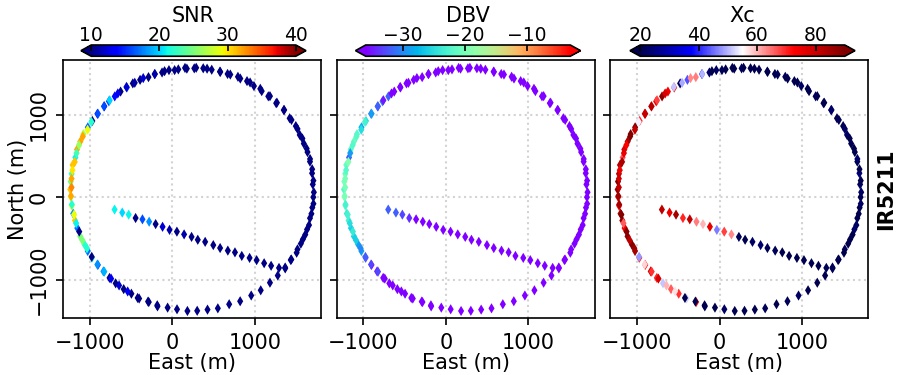 SNR DBV Xc
10 20 30 40 −30 −20 −10 20 40 60 80
North (m)
1000
0
−1000
−1000 0 1000 −1000 0 1000 −1000 0 1000
East (m) East (m) East (m)
IR5211